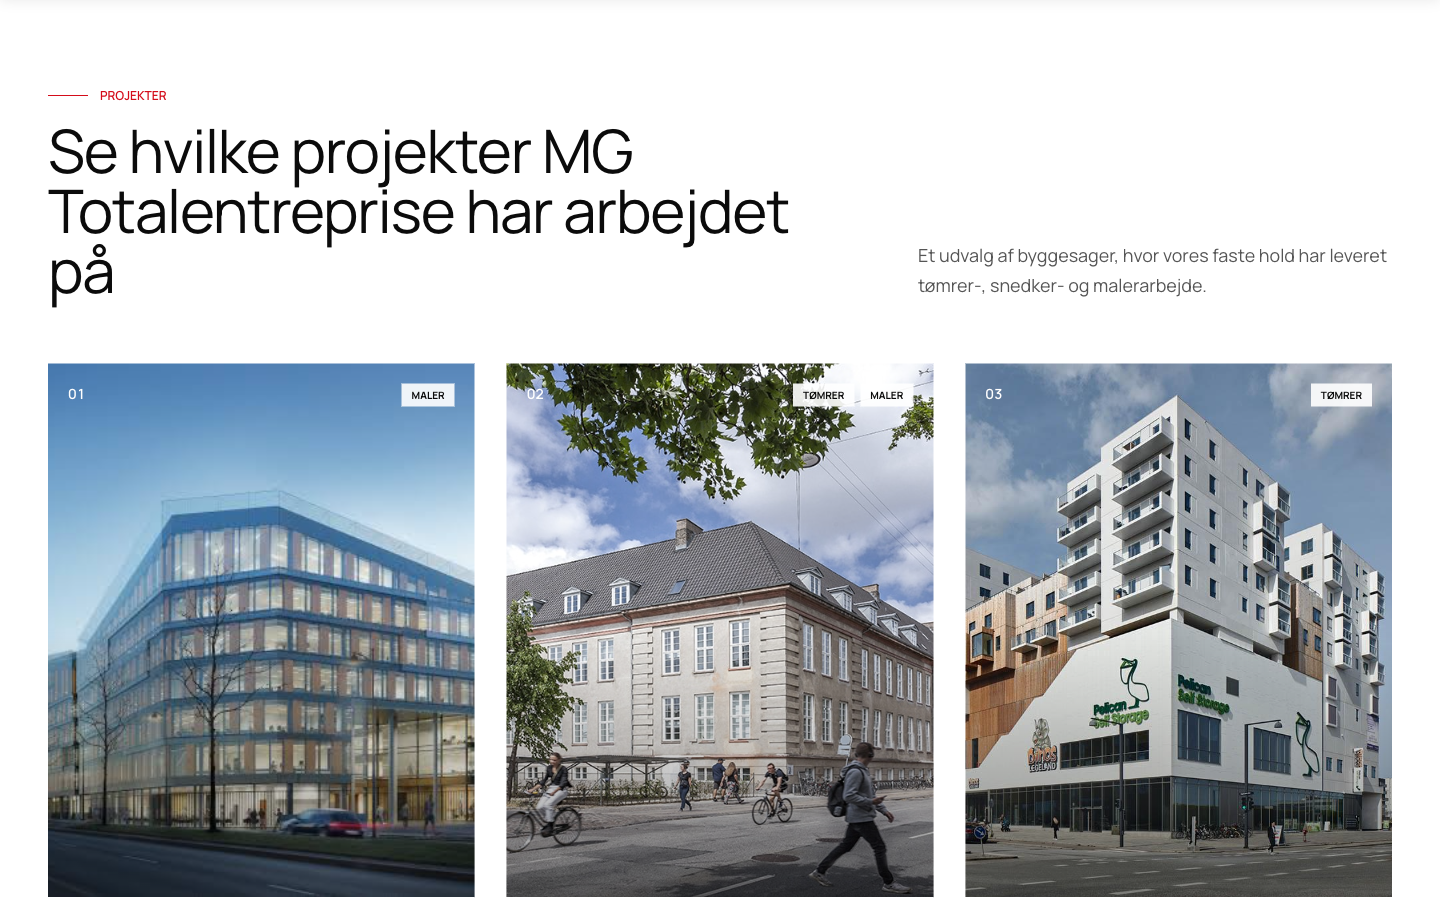 PROJEKTER
Se hvilke projekter MG
Totalentreprise har arbejdet
på
Et udvalg af byggesager, hvor vores faste hold har leveret
tømrer-, snedker- og malerarbejde.
01
MALER
02
TØMRER
MALER
03
TØMRER
Pelican
Self Storage
Pelican
Self Storage
LEGELAND